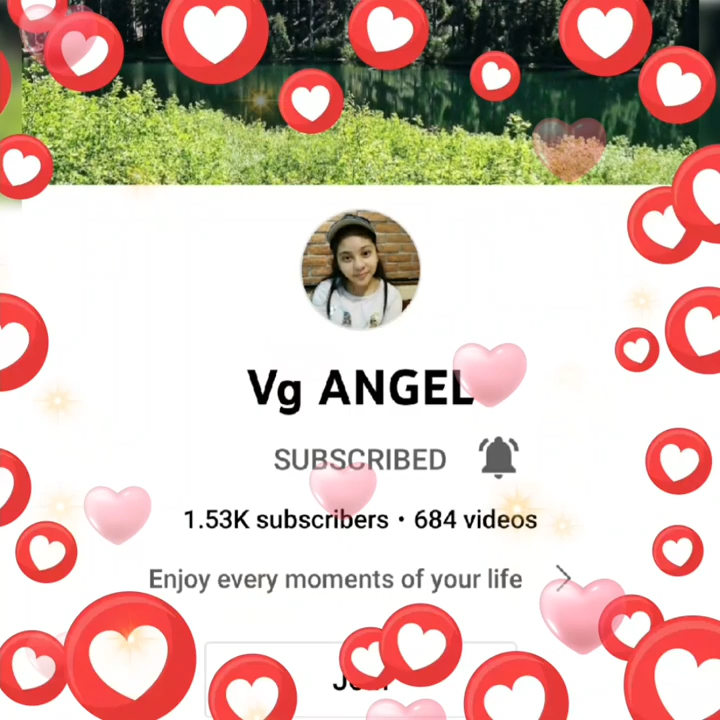 Vg ANGEL
SUBSCRIBED
1.53K subscribers • 684 videos
Enjoy every moments of your life